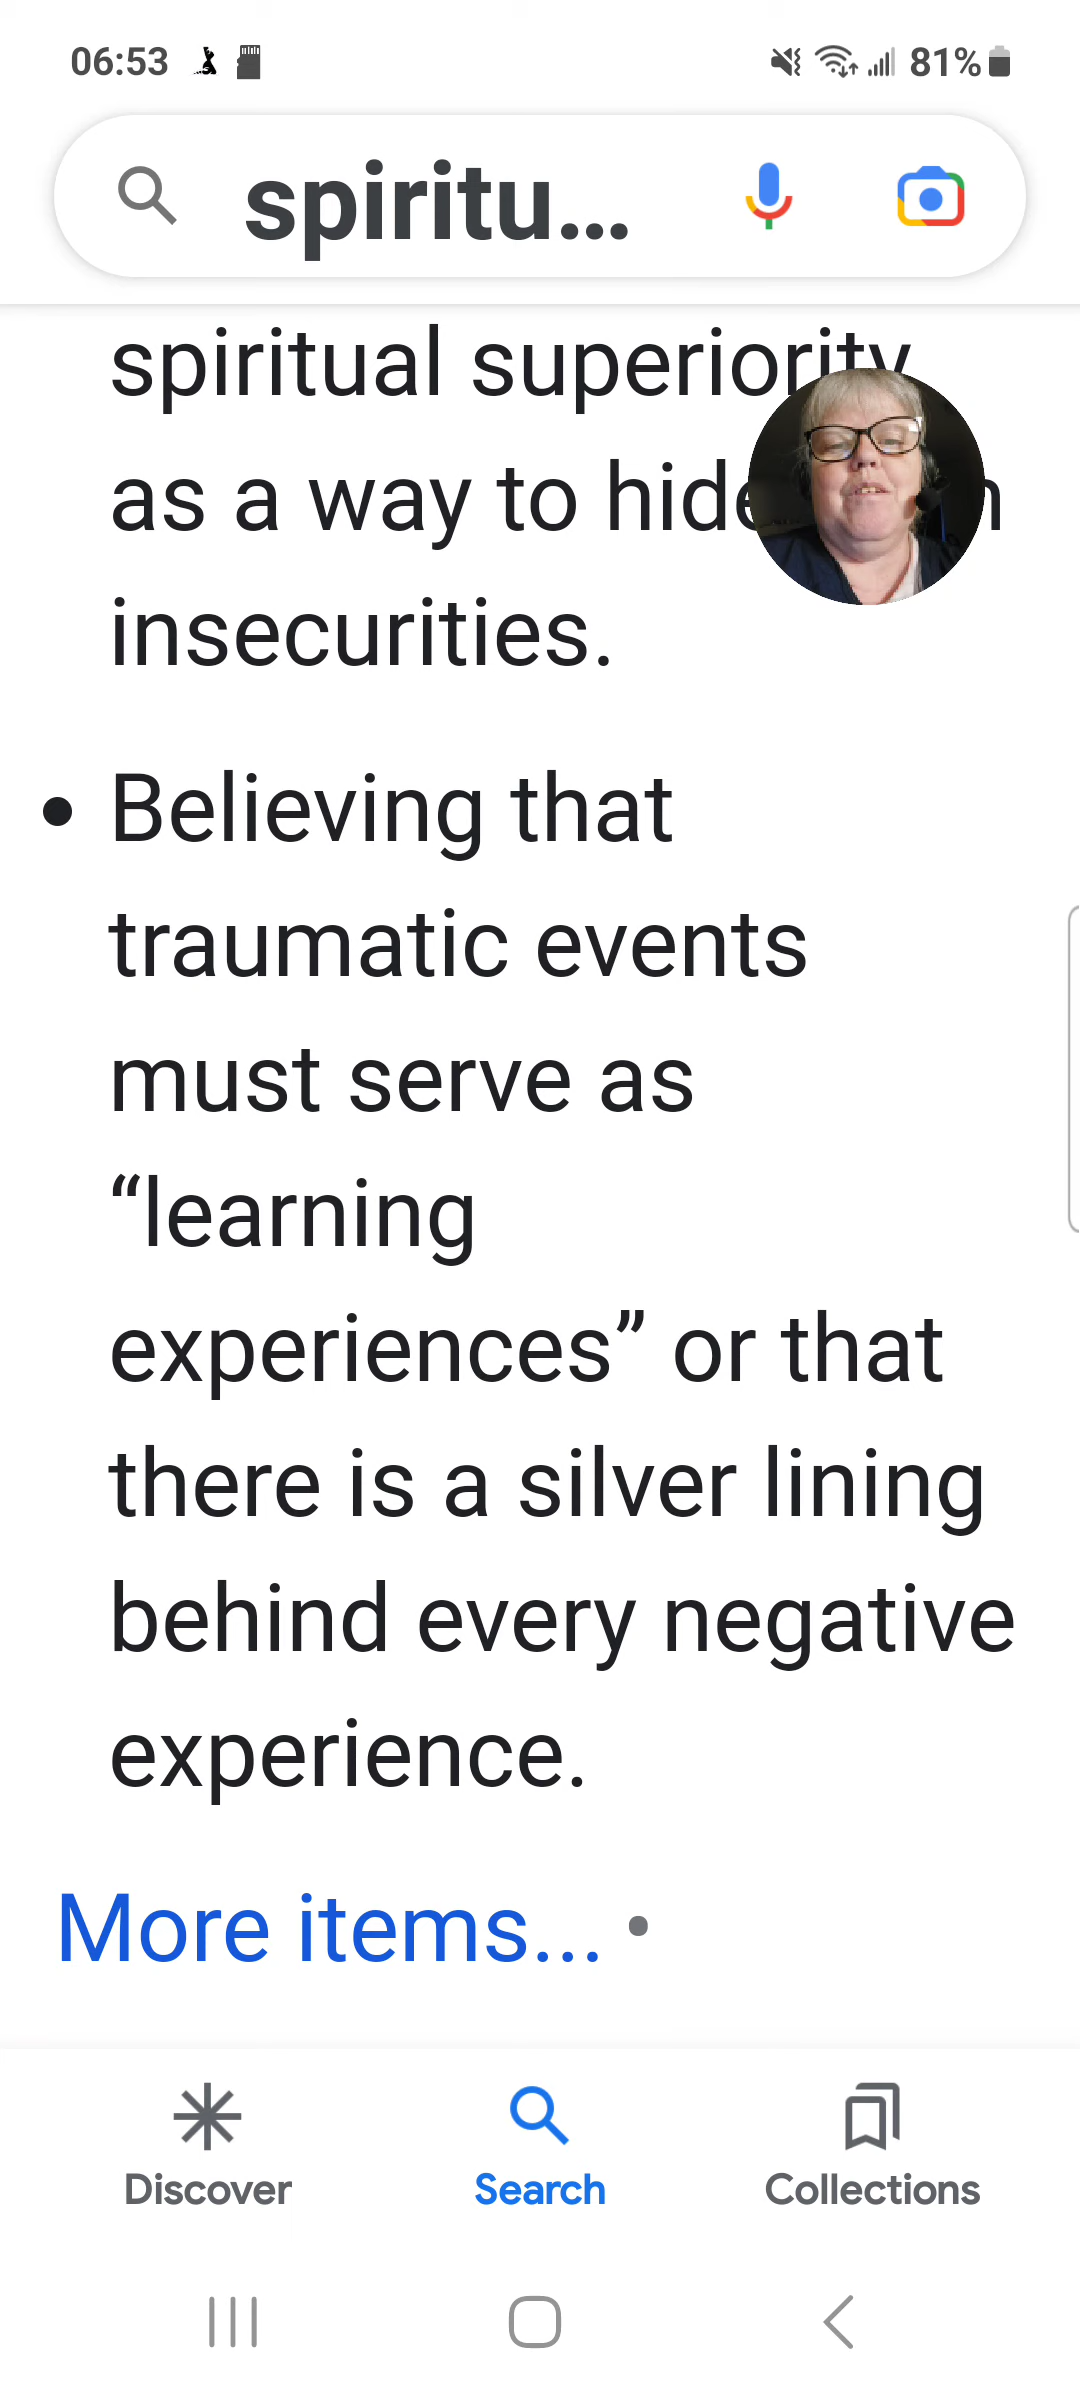 06:53 81%
spiritu...
spiritual superiority
as a way to hide
insecurities.
• Believing that
traumatic events
must serve as
“learning
experiences” or that
there is a silver lining
behind every negative
experience.
More items... •
Discover Search Collections